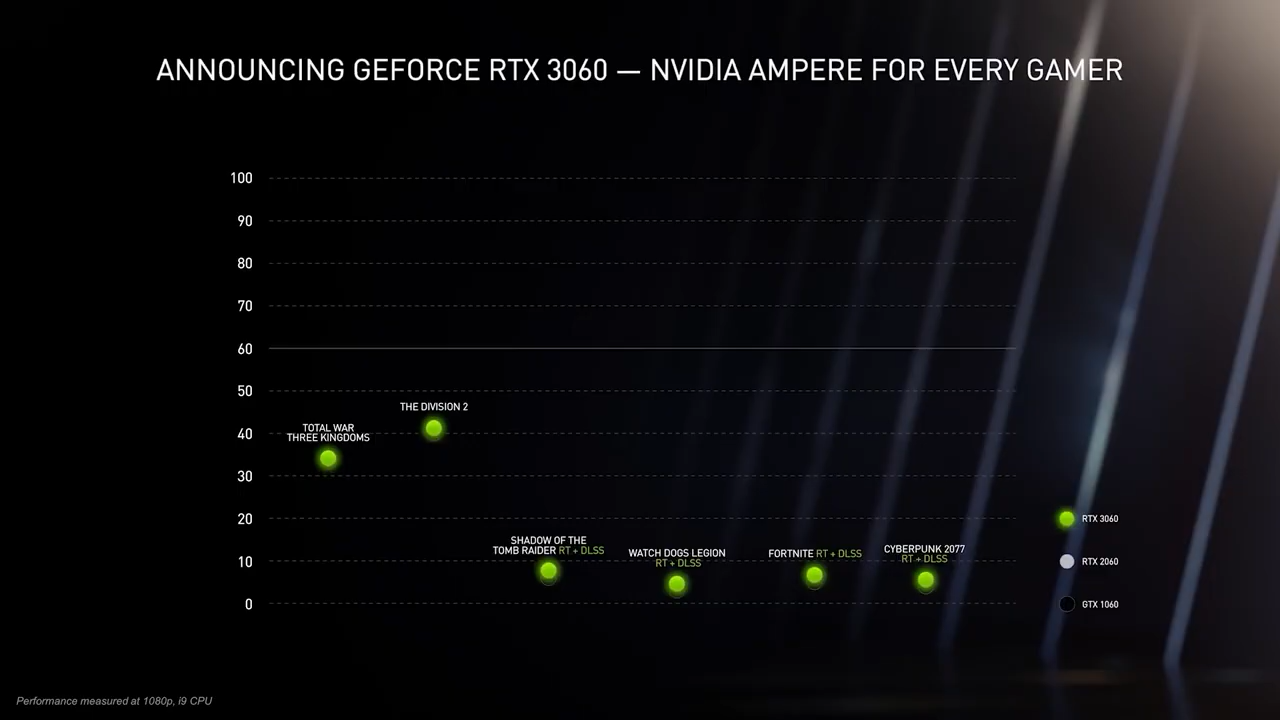 ANNOUNCING GEFORCE RTX 3060 — NVIDIA AMPERE FOR EVERY GAMER
100
90
80
70
60
50
40
30
20
10
0
TOTAL WAR
THREE KINGDOMS
THE DIVISION 2
SHADOW OF THE
TOMB RAIDER RT + DLSS
WATCH DOGS LEGION
RT + DLSS
FORTNITE RT + DLSS
CYBERPUNK 2077
RT + DLSS
RTX 3060
RTX 2060
GTX 1060
Performance measured at 1080p, i9 CPU